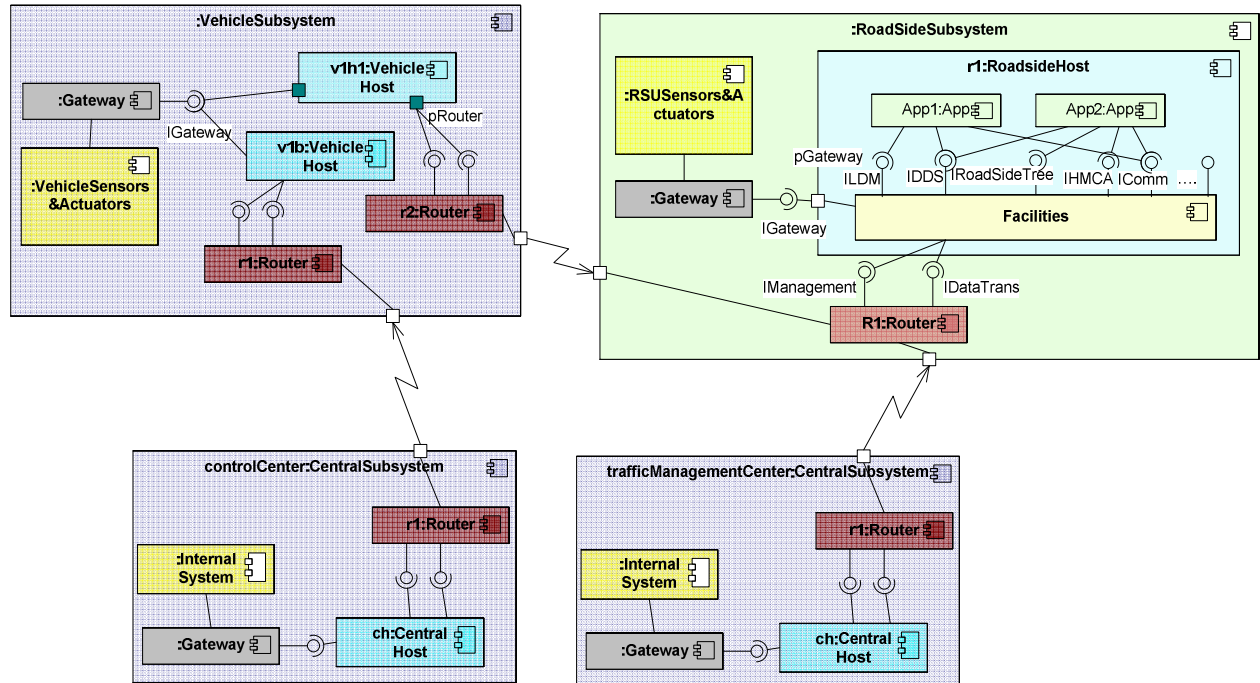 :VehicleSubsystem
v1h1:Vehicle
Host
:Gateway
IGateway
pRouter
v1b:Vehicle
Host
:VehicleSensors
&Actuators
r2:Router
r1:Router
:RoadSideSubsystem
r1:RoadsideHost
:RSUSensors&A
ctuators
App1:App
App2:App
pGateway
ILDM
IDDS
IRoadSideTree
IHMCA
IComm
....
:Gateway
IGateway
Facilities
IManagement
IDataTrans
R1:Router
controlCenter:CentralSubsystem
r1:Router
:Internal
System
:Gateway
ch:Central
Host
trafficManagementCenter:CentralSubsystem
r1:Router
:Internal
System
:Gateway
ch:Central
Host